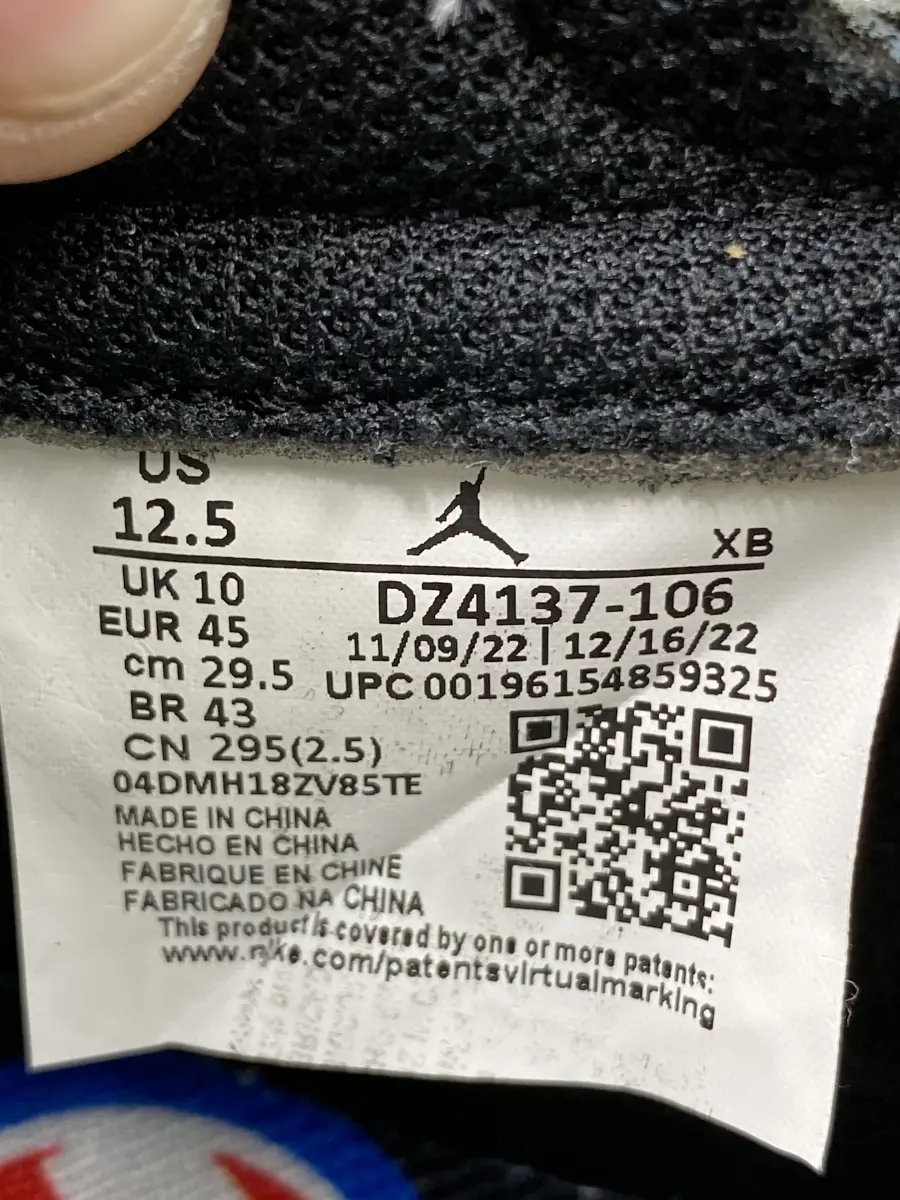 US
12.5
XB
UK 10
EUR 45
cm 29.5
BR 43
CN 295(2.5)
DZ4137-106
11/09/22 | 12/16/22
UPC 00196154859325
04DMH18ZV85TE
MADE IN CHINA
HECHO EN CHINA
FABRIQUE EN CHINE
FABRICADO NA CHINA
This product is covered by one or more patents:
www.nike.com/patentsvirtualmarking